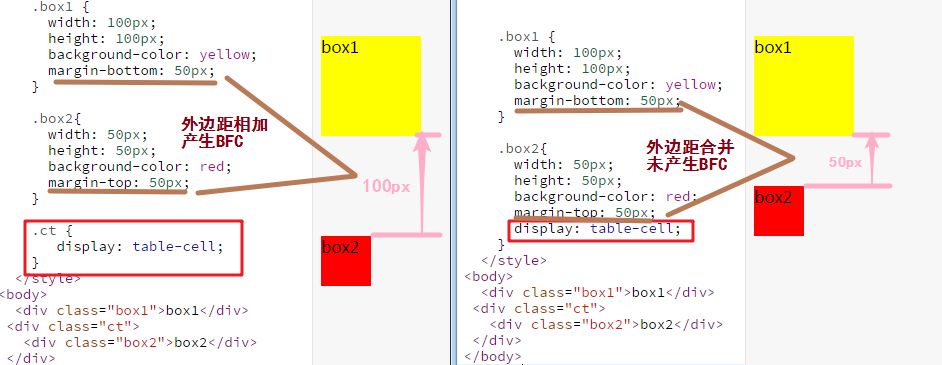 .box1 {
width: 100px;
height: 100px;
background-color: yellow;
margin-bottom: 50px;
}
.box2{
width: 50px;
height: 50px;
background-color: red;
margin-top: 50px;
}
.ct {
display: table-cell;
}
</style>
<body>
<div class="box1">box1</div>
<div class="ct">
<div class="box2">box2</div>
</div>
外边距相加
产生BFC
box1
100px
box2
.box1 {
width: 100px;
height: 100px;
background-color: yellow;
margin-bottom: 50px;
}
.box2{
width: 50px;
height: 50px;
background-color: red;
margin-top: 50px;
display: table-cell;
}
</style>
<body>
<div class="box1">box1</div>
<div class="ct">
<div class="box2">box2</div>
</div>
</body>
外边距合并
未产生BFC
box1
50px
box2